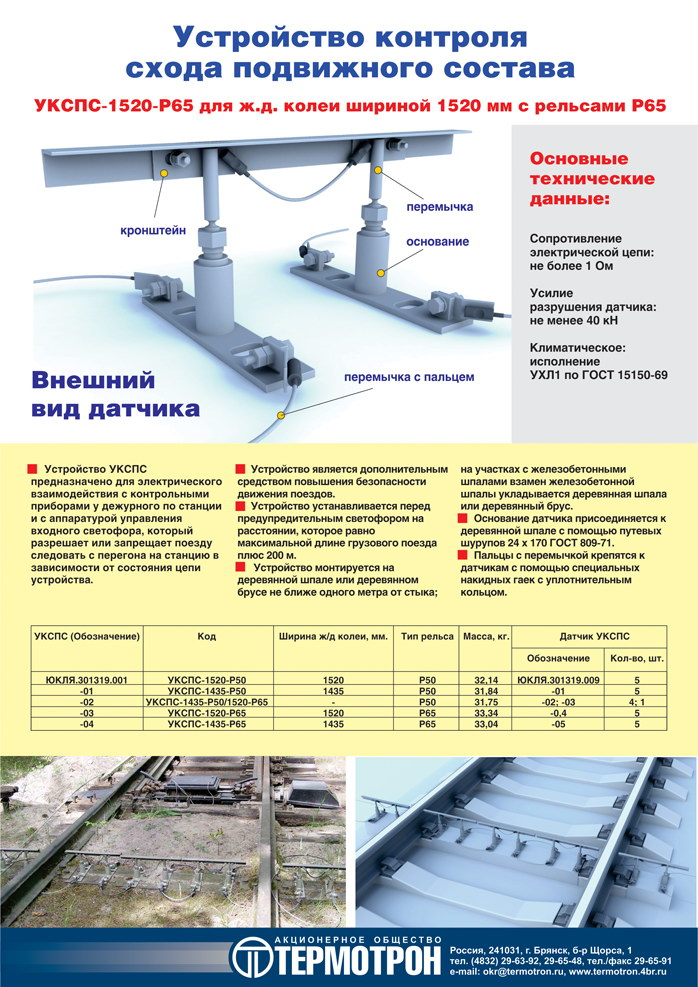 Устройство контроля
схода подвижного состава
УКСПС-1520-Р65 для ж.д. колеи шириной 1520 мм с рельсами Р65
кронштейн
перемычка
основание
перемычка с пальцем
Внешний
вид датчика
Основные
технические
данные:
Сопротивление
электрической цепи:
не более 1 Ом
Усилие
разрушения датчика:
не менее 40 кН
Климатическое:
исполнение
УХЛ1 по ГОСТ 15150-69
Устройство УКСПС
предназначено для электрического
взаимодействия с контрольными
приборами у дежурного по станции
и с аппаратурой управления
входного светофора, который
разрешает или запрещает поезду
следовать с перегона на станцию в
зависимости от состояния цепи
устройства.
Устройство является дополнительным
средством повышения безопасности
движения поездов.
Устройство устанавливается перед
предупредительным светофором на
расстоянии, которое равно
максимальной длине грузового поезда
плюс 200 м.
Устройство монтируется на
деревянной шпале или деревянном
брусе не ближе одного метра от стыка;
на участках с железобетонными
шпалами взамен железобетонной
шпалы укладывается деревянная шпала
или деревянный брус.
Основание датчика присоединяется к
деревянной шпале с помощью путевых
шурупов 24 х 170 ГОСТ 809-71.
Пальцы с перемычкой крепятся к
датчикам с помощью специальных
накидных гаек с уплотнительным
кольцом.
УКСПС (Обозначение) Код Ширина ж/д колеи, мм. Тип рельса Масса, кг. Датчик УКСПС
Обозначение Кол-во, шт.
ЮКЛЯ.301319.001 УКСПС-1520-Р50 1520 Р50 32,14 ЮКЛЯ.301319.009 5
-01 УКСПС-1435-Р50 1435 Р50 31,84 -01 5
-02 УКСПС-1435-Р50/1520-Р65 - Р50 31,75 -02; -03 4; 1
-03 УКСПС-1520-Р65 1520 Р65 33,34 -0,4 5
-04 УКСПС-1435-Р65 1435 Р65 33,04 -05 5
АКЦИОНЕРНОЕ ОБЩЕСТВО
ТЕРМОТРОН
Россия, 241031, г. Брянск, б-р Щорса, 1
тел. (4832) 29-63-92, 29-65-48, тел./факс 29-65-91
e-mail: okr@termotron.ru, www.termotron.4br.ru